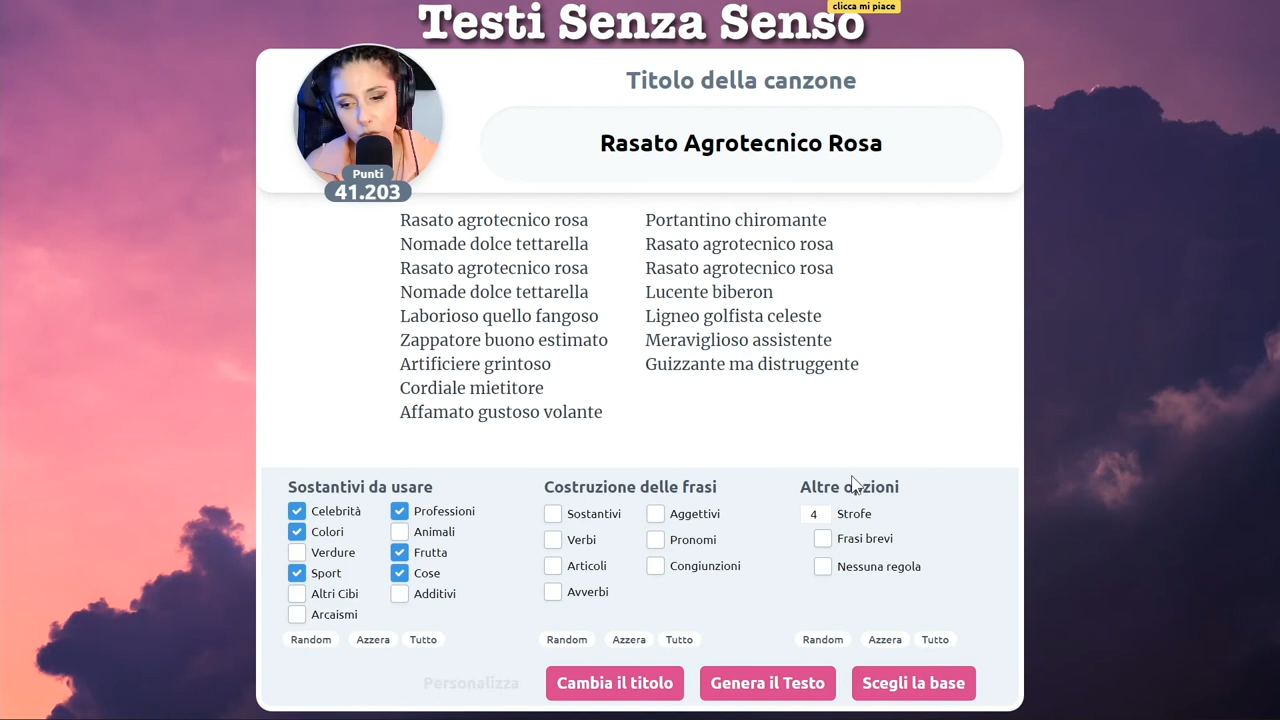 clicca mi piace
Testi Senza Senso
Titolo della canzone
Rasato Agrotecnico Rosa
Punti
41.203
Rasato agrotecnico rosa
Nomade dolce tettarella
Rasato agrotecnico rosa
Nomade dolce tettarella
Laborioso quello fangoso
Zappatore buono estimato
Artificiere grintoso
Cordiale mietitore
Affamato gustoso volante
Portantino chiromante
Rasato agrotecnico rosa
Rasato agrotecnico rosa
Lucente biberon
Ligneo golfista celeste
Meraviglioso assistente
Guizzante ma distruggente
Sostantivi da usare
Celebrità
Professioni
Colori
Animali
Verdure
Frutta
Sport
Cose
Altri Cibi
Additivi
Arcaismi
Random Azzera Tutto
Costruzione delle frasi
Sostantivi
Aggettivi
Verbi
Pronomi
Articoli
Congiunzioni
Avverbi
Random Azzera Tutto
Altre opzioni
4 Strofe
Frasi brevi
Nessuna regola
Random Azzera Tutto
Personalizza
Cambia il titolo
Genera il Testo
Scegli la base